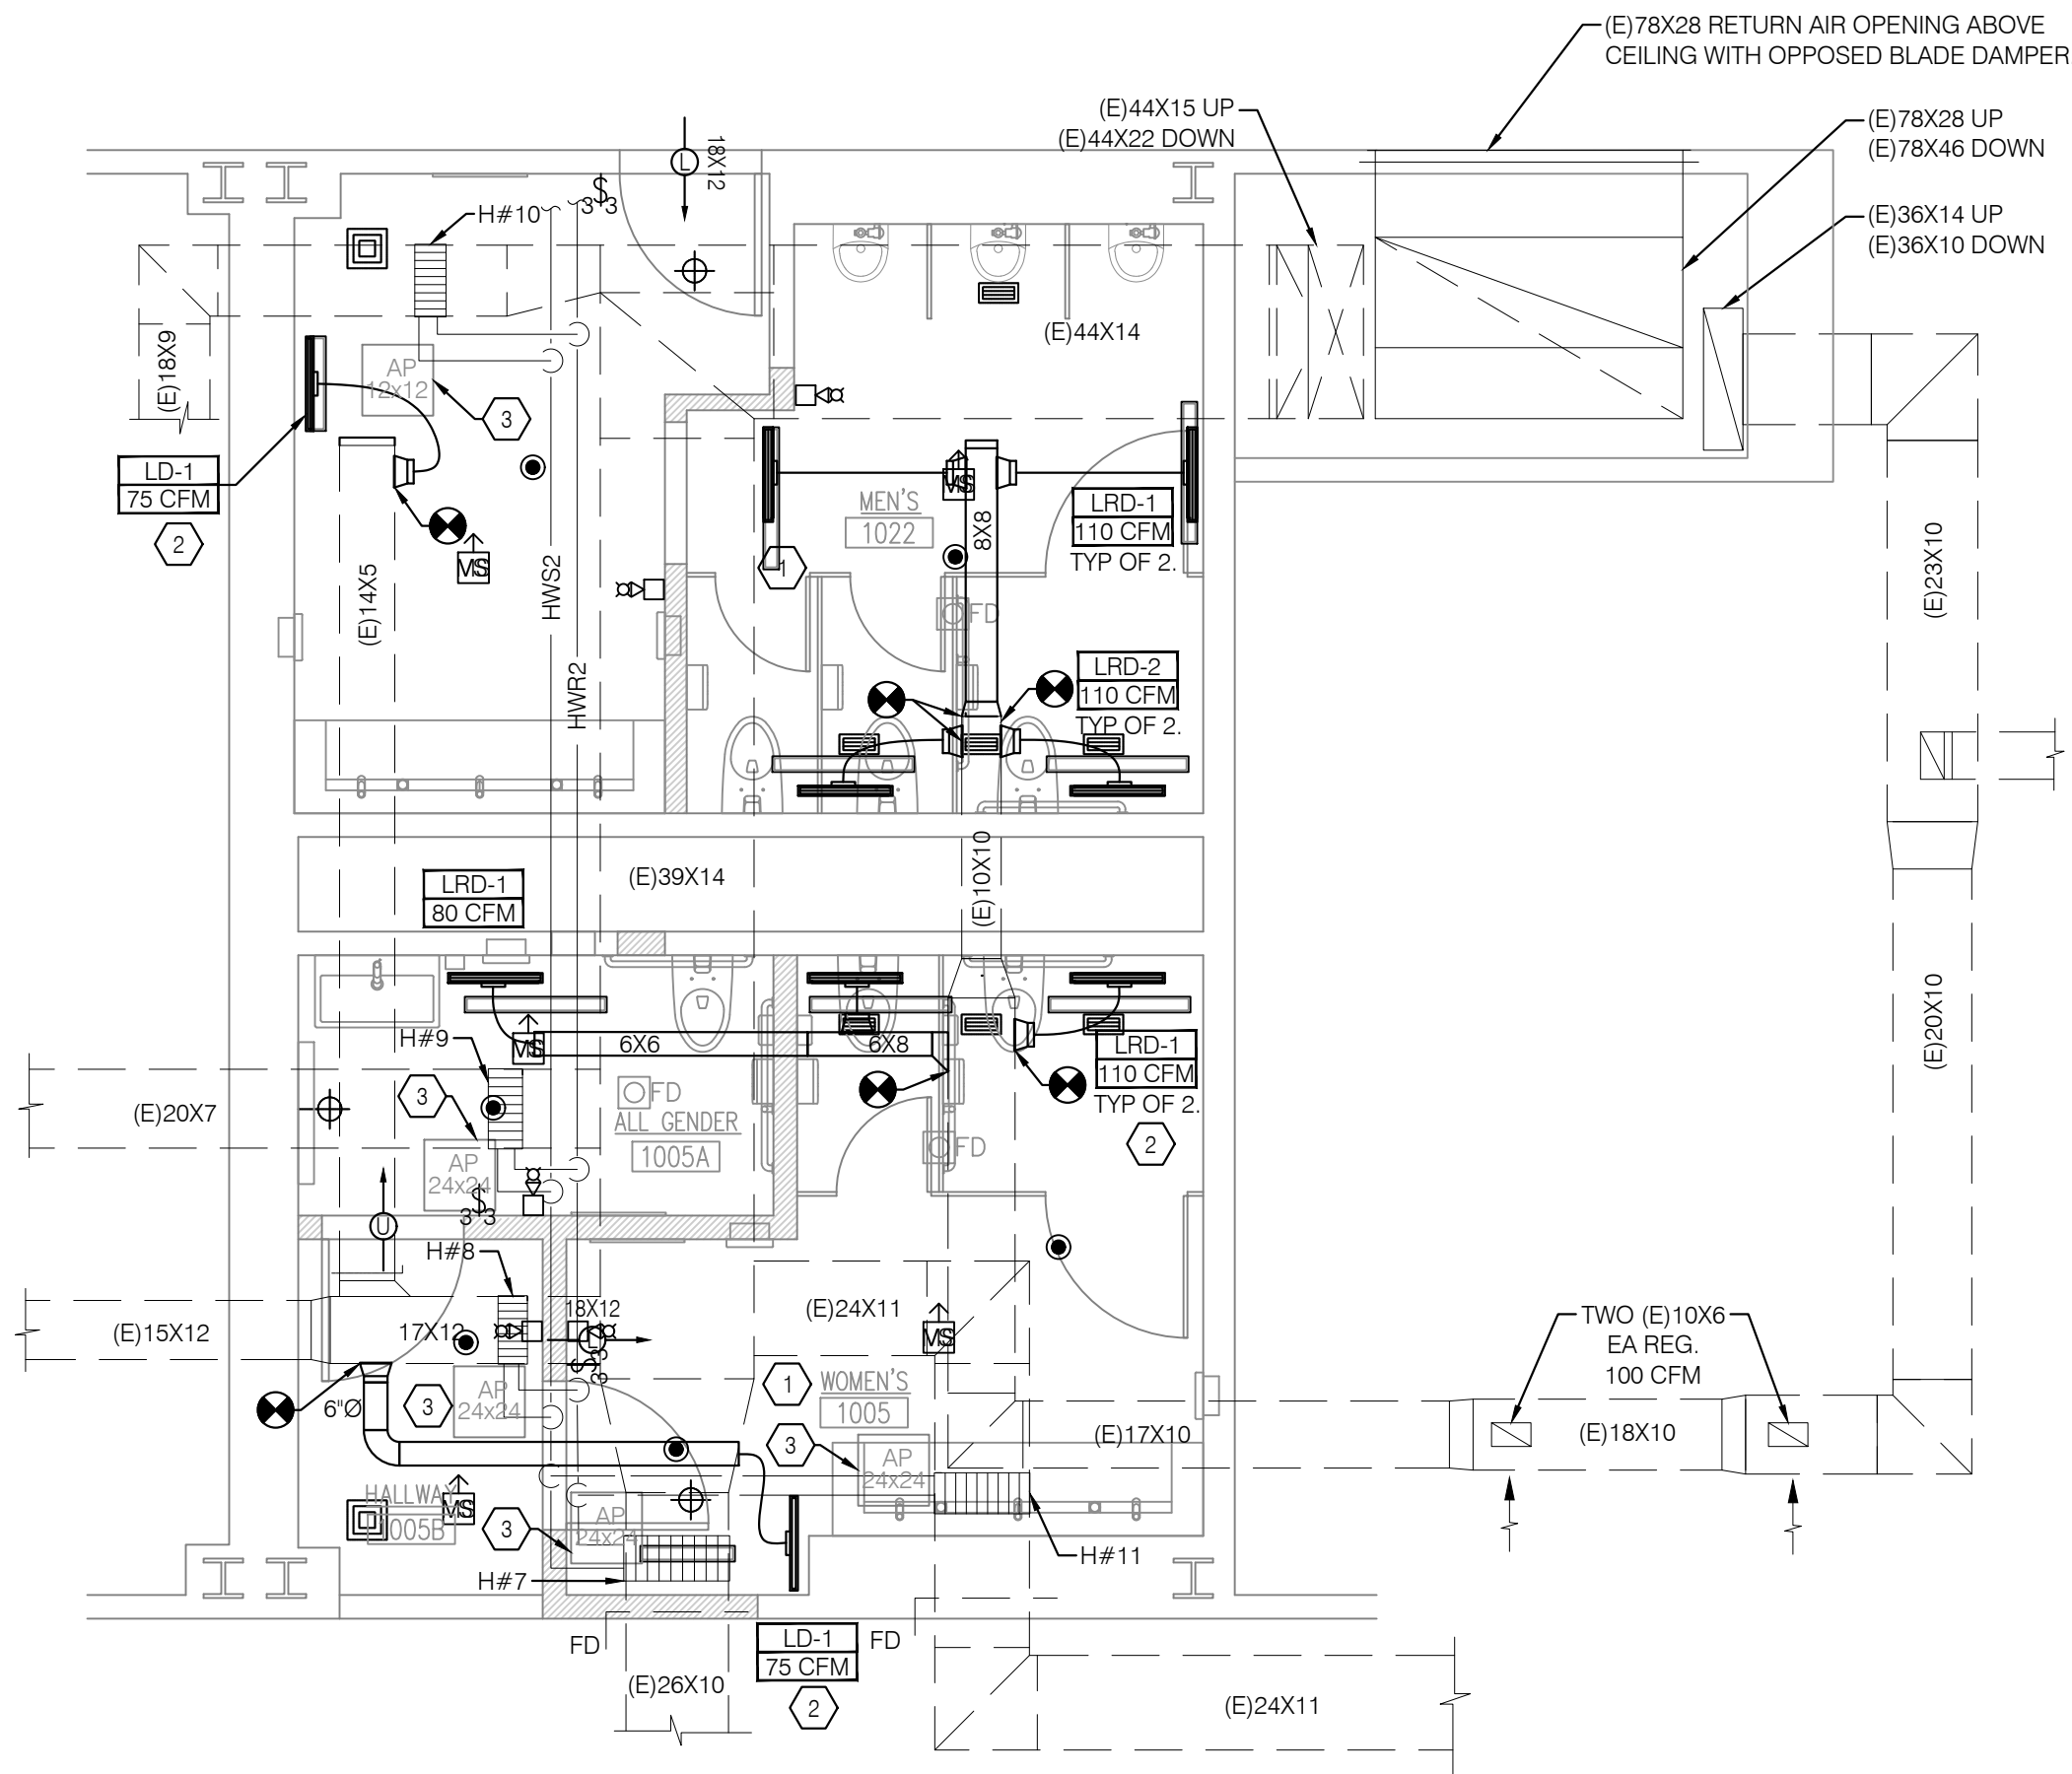 (E)78X28 RETURN AIR OPENING ABOVE
CEILING WITH OPPOSED BLADE DAMPER
(E)44X15 UP
(E)44X22 DOWN
(E)78X28 UP
(E)78X46 DOWN
L
18X12
$
33
H#10
(E)36X14 UP
(E)36X10 DOWN
(E)18X9
(E)44X14
AP
12x12
3
LD-1
75 CFM
2
MS
MS
MEN'S
1022
8X8
LRD-1
110 CFM
TYP OF 2.
1
(E)14X5
HWS2
HWR2
FD
(E)23X10
LRD-2
110 CFM
TYP OF 2.
LRD-1
80 CFM
(E)39X14
(E)10X10
(E)20X10
H#9
MS
6X6
6X8
LRD-1
110 CFM
TYP OF 2.
2
3
(E)20X7
FD
ALL GENDER
1005A
FD
AP
24x24
$
33
U
H#8
(E)15X12
17X12
18X12
L
$
33
(E)24X11
MS
TWO (E)10X6
EA REG.
100 CFM
6"Ø
3
AP
24x24
1
WOMEN'S
1005
3
AP
24x24
(E)17X10
(E)18X10
HALLWAY
1005B
MS
3
AP
24x24
H#7
H#11
FD
LD-1
75 CFM
2
FD
(E)26X10
(E)24X11